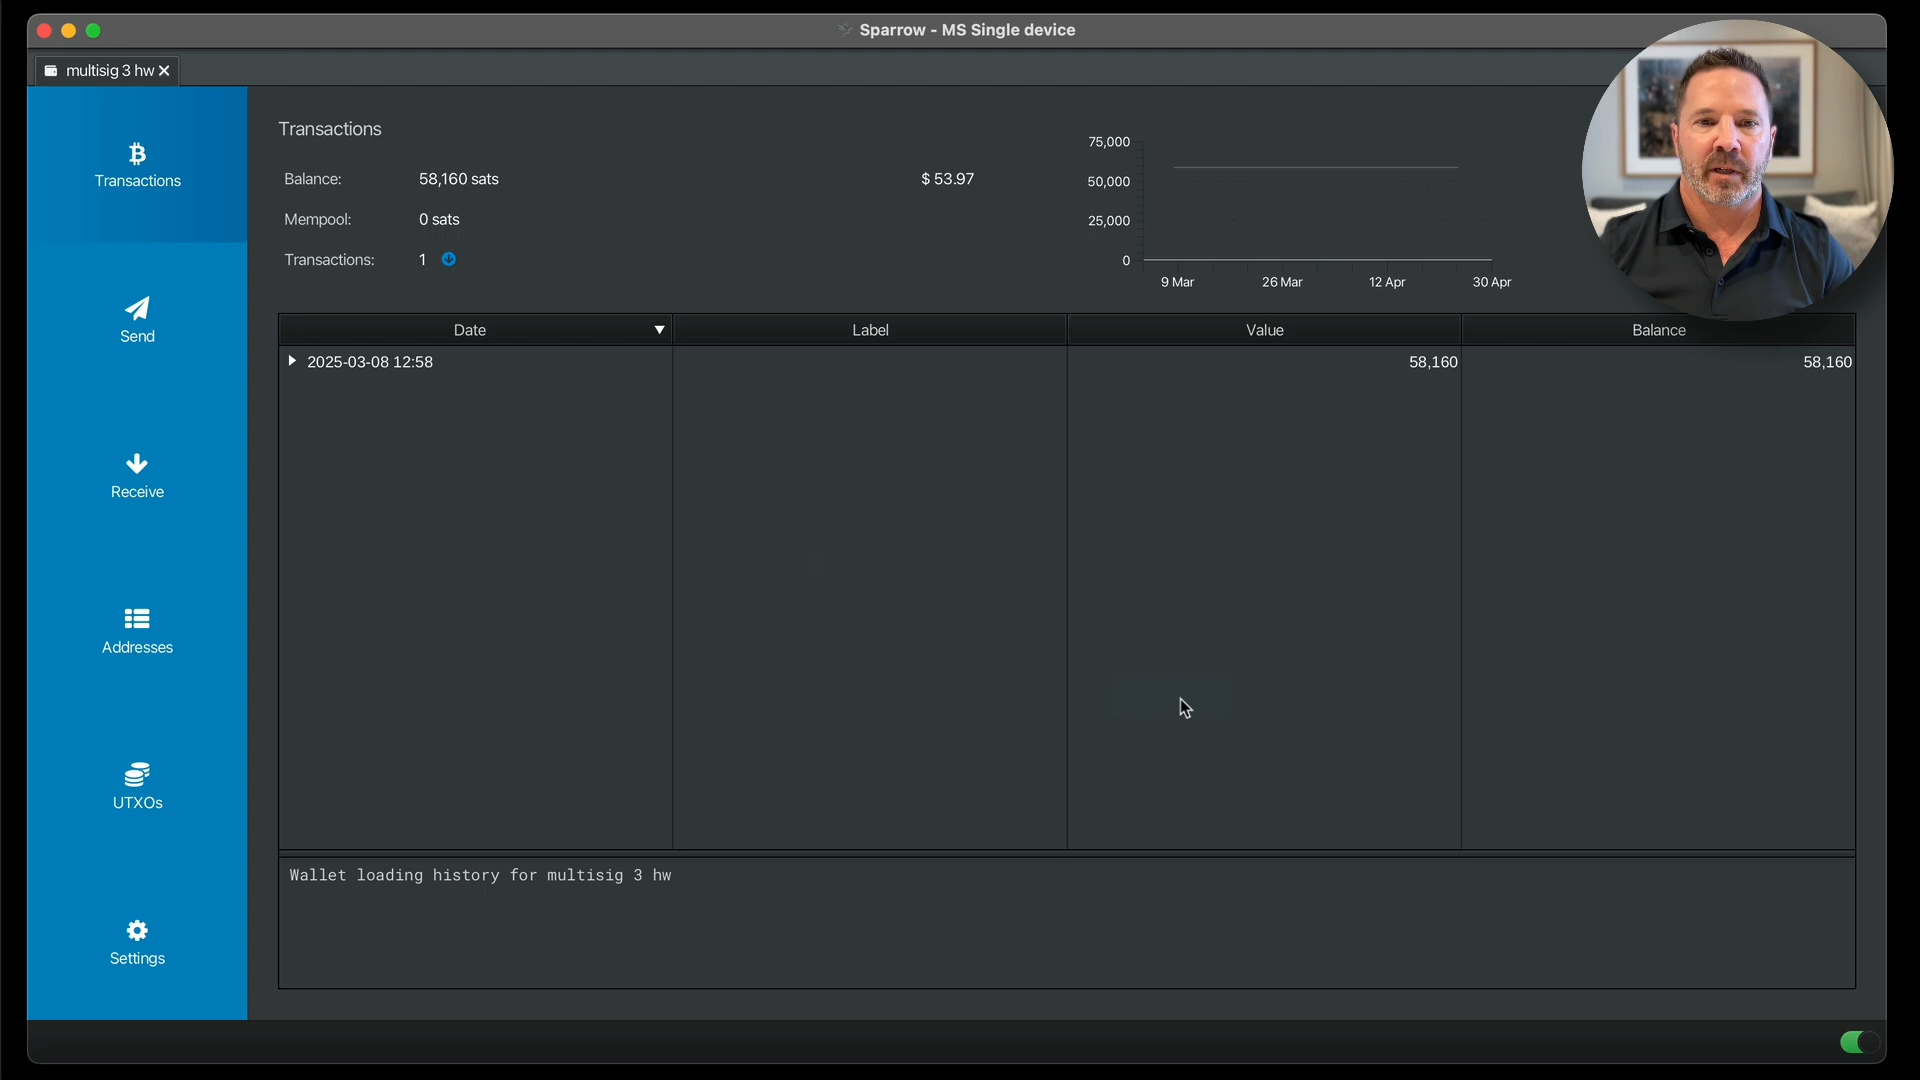 Sparrow - MS Single device
multisig 3 hw
Transactions
Send
Receive
Addresses
UTXOs
Settings
Transactions
Balance: 58,160 sats $ 53.97
Mempool: 0 sats
Transactions: 1
75,000
50,000
25,000
0
9 Mar 26 Mar 12 Apr 30 Apr
Date Label Value Balance
2025-03-08 12:58 58,160 58,160
Wallet loading history for multisig 3 hw